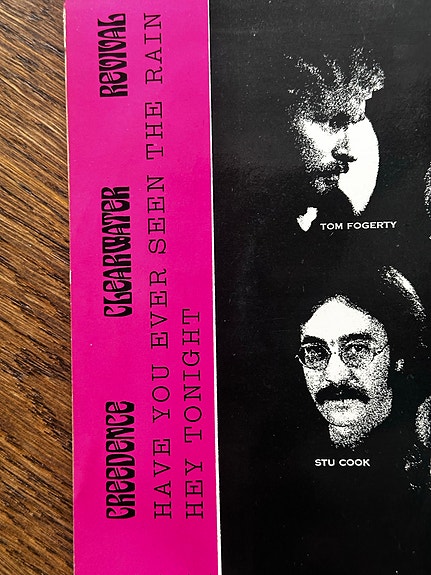 CREEDENCE CLEARWATER REVIVAL
HAVE YOU EVER SEEN THE RAIN
HEY TONIGHT
TOM FOGERTY
STU COOK